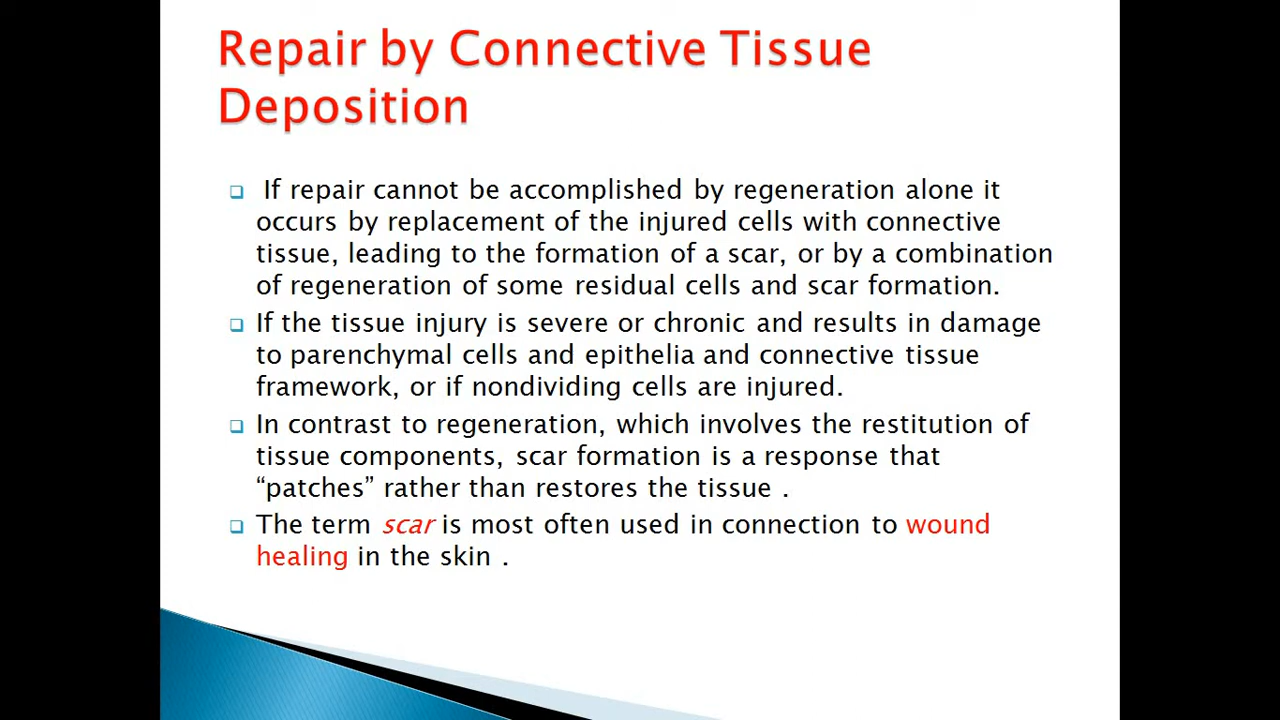 Repair by Connective Tissue
Deposition
If repair cannot be accomplished by regeneration alone it
occurs by replacement of the injured cells with connective
tissue, leading to the formation of a scar, or by a combination
of regeneration of some residual cells and scar formation.
If the tissue injury is severe or chronic and results in damage
to parenchymal cells and epithelia and connective tissue
framework, or if nondividing cells are injured.
In contrast to regeneration, which involves the restitution of
tissue components, scar formation is a response that
“patches” rather than restores the tissue .
The term scar is most often used in connection to wound
healing in the skin .